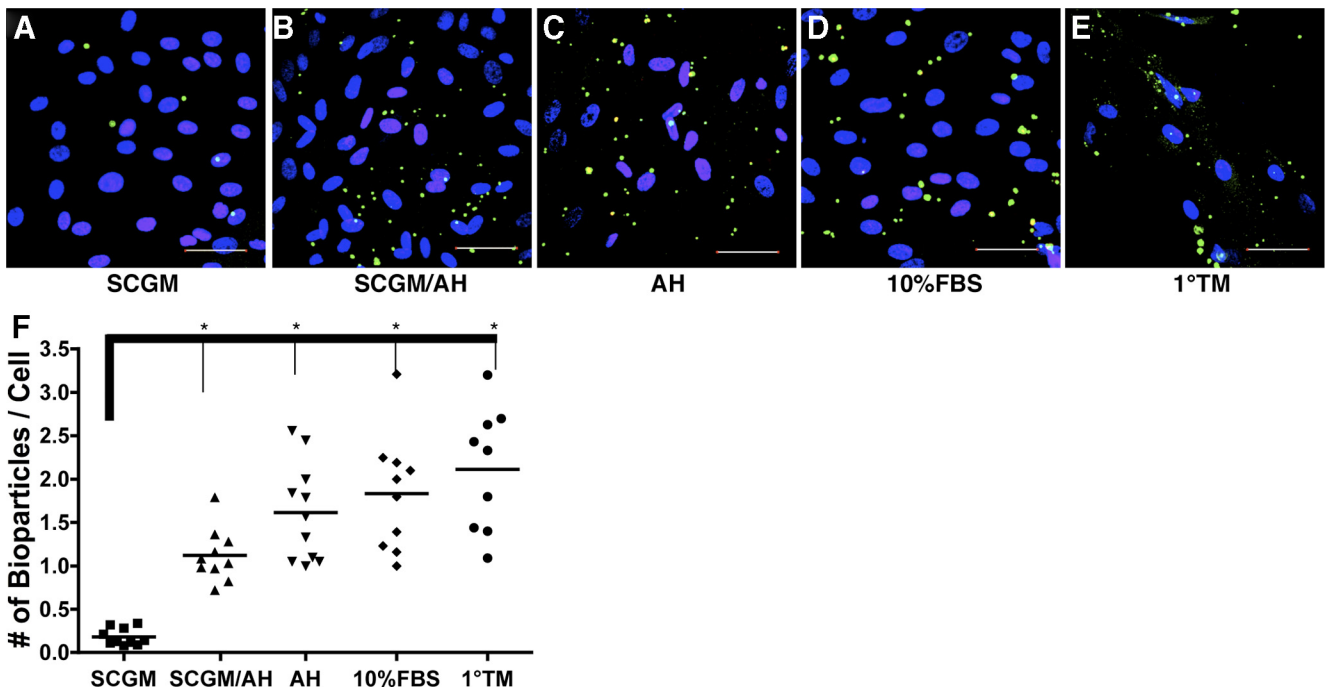 A B C D E
SCGM SCGM/AH AH 10%FBS 1°TM
F
* * * *
# of Bioparticles / Cell
3.5
3.0
2.5
2.0
1.5
1.0
0.5
0.0
SCGM SCGM/AH AH 10%FBS 1°TM